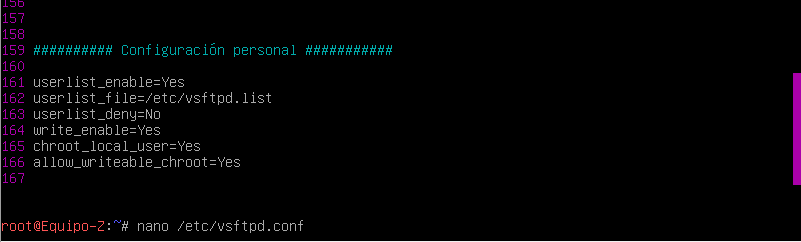 156
157
158
159 ########## Configuración personal ###########
160
161 userlist_enable=Yes
162 userlist_file=/etc/vsftpd.list
163 userlist_deny=No
164 write_enable=Yes
165 chroot_local_user=Yes
166 allow_writeable_chroot=Yes
167
root@Equipo-Z:~# nano /etc/vsftpd.conf